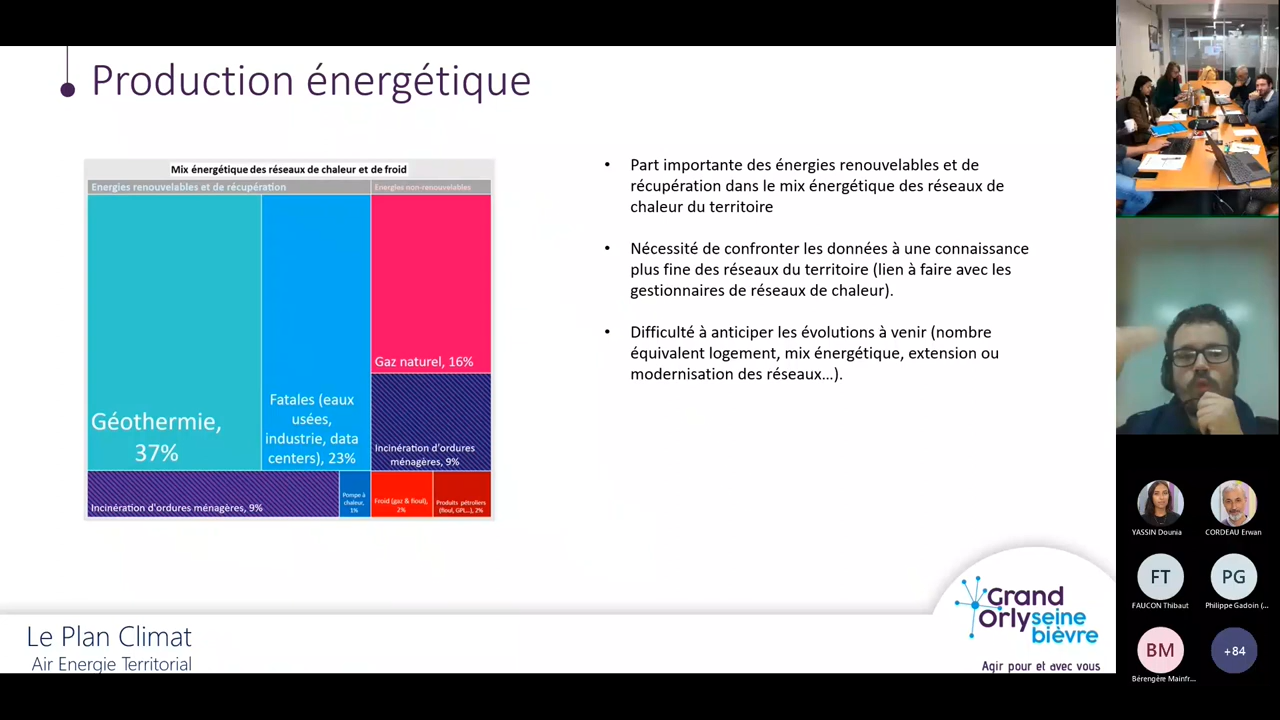 Production énergétique
Mix énergétique des réseaux de chaleur et de froid
Energies renouvelables et de récupération
Energies non-renouvelables
Géothermie,
37%
Fatales (eaux
usées,
industrie, data
centers), 23%
Gaz naturel, 16%
Incinération d'ordures
ménagères, 9%
Incinération d'ordures ménagères, 9%
Pompe à
chaleur,
1%
Froid (gaz & fioul),
2%
Produits pétroliers
(fioul, GPL...), 2%
• Part importante des énergies renouvelables et de
récupération dans le mix énergétique des réseaux de
chaleur du territoire
• Nécessité de confronter les données à une connaissance
plus fine des réseaux du territoire (lien à faire avec les
gestionnaires de réseaux de chaleur).
• Difficulté à anticiper les évolutions à venir (nombre
équivalent logement, mix énergétique, extension ou
modernisation des réseaux...).
Le Plan Climat
Air Energie Territorial
Grand
Orly seine
bièvre
Agir pour et avec vous
YASSIN Dounia
CORDEAU Erwan
FT
PG
FAUCON Thibaut
Philippe Gadoin (...
BM
+84
Bérengère Mainfr...